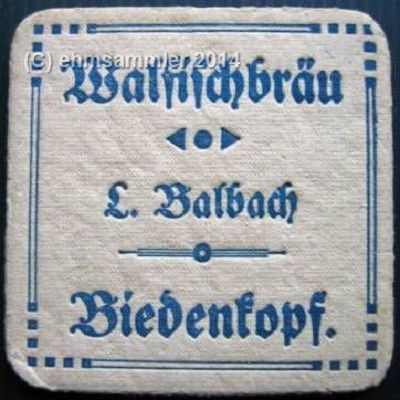 (C) ehmsammler 2014
Walfischbräu
L. Balbach
Biedenkopf.